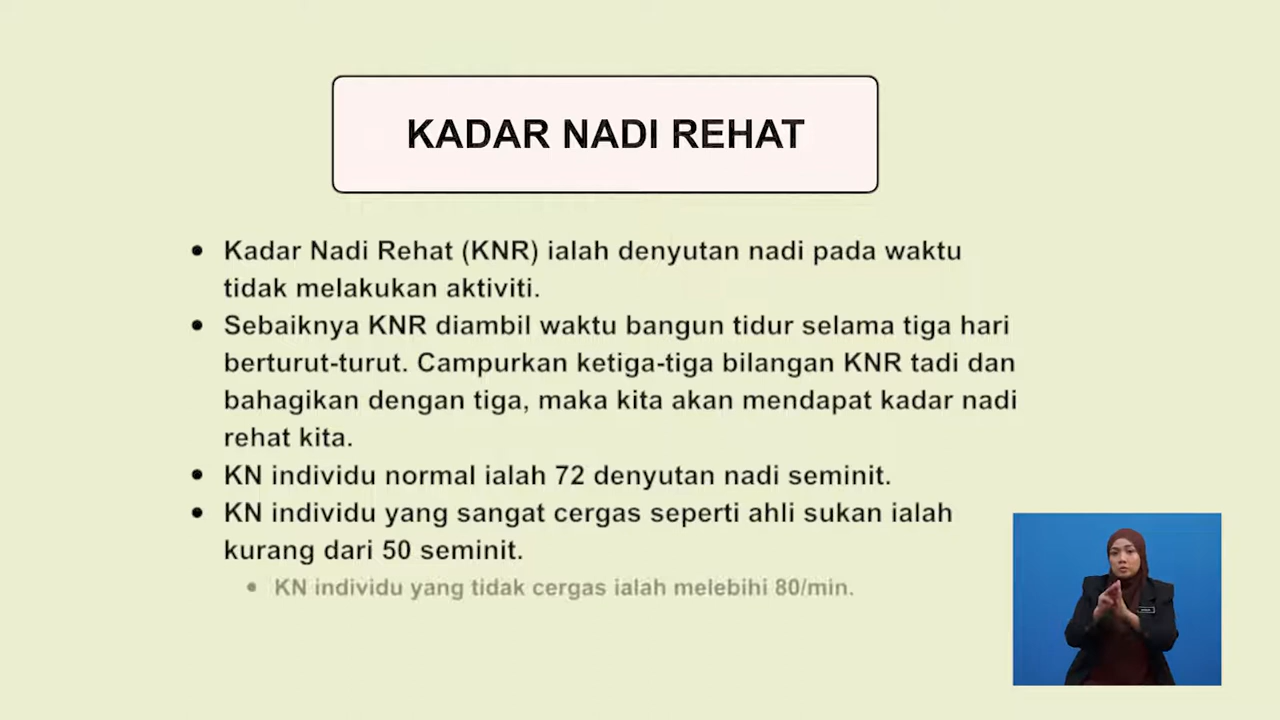 KADAR NADI REHAT
• Kadar Nadi Rehat (KNR) ialah denyutan nadi pada waktu
tidak melakukan aktiviti.
• Sebaiknya KNR diambil waktu bangun tidur selama tiga hari
berturut-turut. Campurkan ketiga-tiga bilangan KNR tadi dan
bahagikan dengan tiga, maka kita akan mendapat kadar nadi
rehat kita.
• KN individu normal ialah 72 denyutan nadi seminit.
• KN individu yang sangat cergas seperti ahli sukan ialah
kurang dari 50 seminit.
• KN individu yang tidak cergas ialah melebihi 80/min.